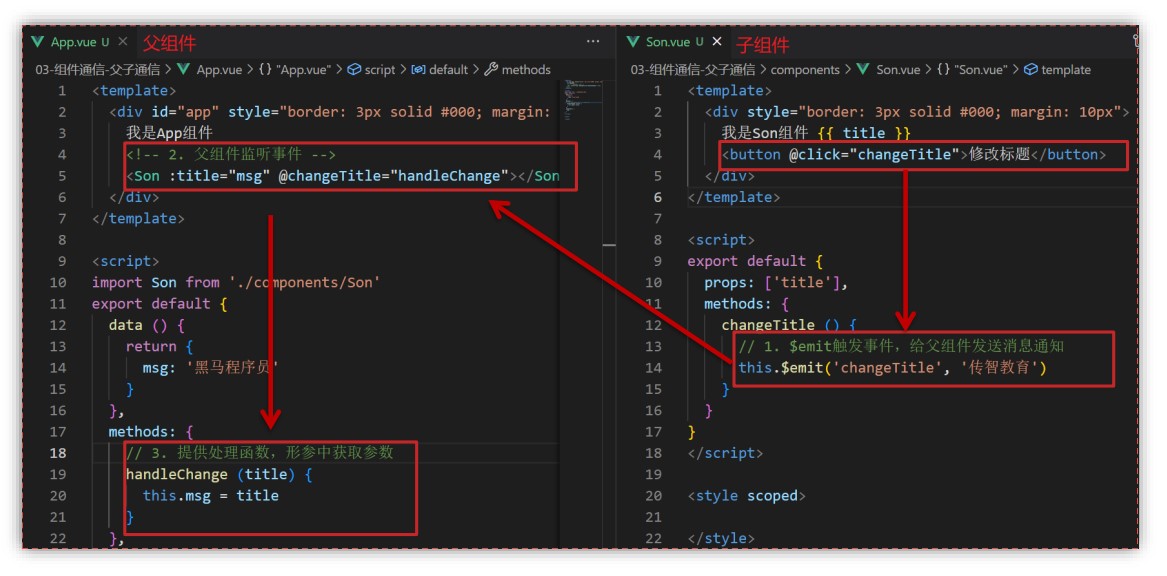 App.vue U × 父组件 ···
03-组件通信-父子通信 > App.vue > {} "App.vue" > script > default > methods
1 <template>
2 <div id="app" style="border: 3px solid #000; margin:
3 我是App组件
4 <!-- 2. 父组件监听事件 -->
5 <Son :title="msg" @changeTitle="handleChange"></Son
6 </div>
7 </template>
8
9 <script>
10 import Son from './components/Son'
11 export default {
12 data () {
13 return {
14 msg: '黑马程序员'
15 }
16 },
17 methods: {
18 // 3. 提供处理函数，形参中获取参数
19 handleChange (title) {
20 this.msg = title
21 }
22 },
Son.vue U × 子组件
03-组件通信-父子通信 > components > Son.vue > {} "Son.vue" > template
1 <template>
2 <div style="border: 3px solid #000; margin: 10px">
3 我是Son组件 {{ title }}
4 <button @click="changeTitle">修改标题</button>
5 </div>
6 </template>
7
8 <script>
9 export default {
10 props: ['title'],
11 methods: {
12 changeTitle () {
13 // 1. $emit触发事件，给父组件发送消息通知
14 this.$emit('changeTitle', '传智教育')
15 }
16 }
17 }
18 </script>
19
20 <style scoped>
21
22 </style>